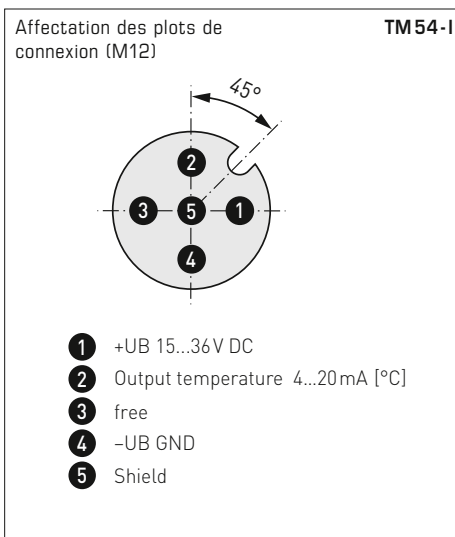 Affectation des plots de TM54-I
connexion (M12)
45°
2
3 5 1
4
1 +UB 15...36V DC
2 Output temperature 4...20mA [°C]
3 free
4 –UB GND
5 Shield